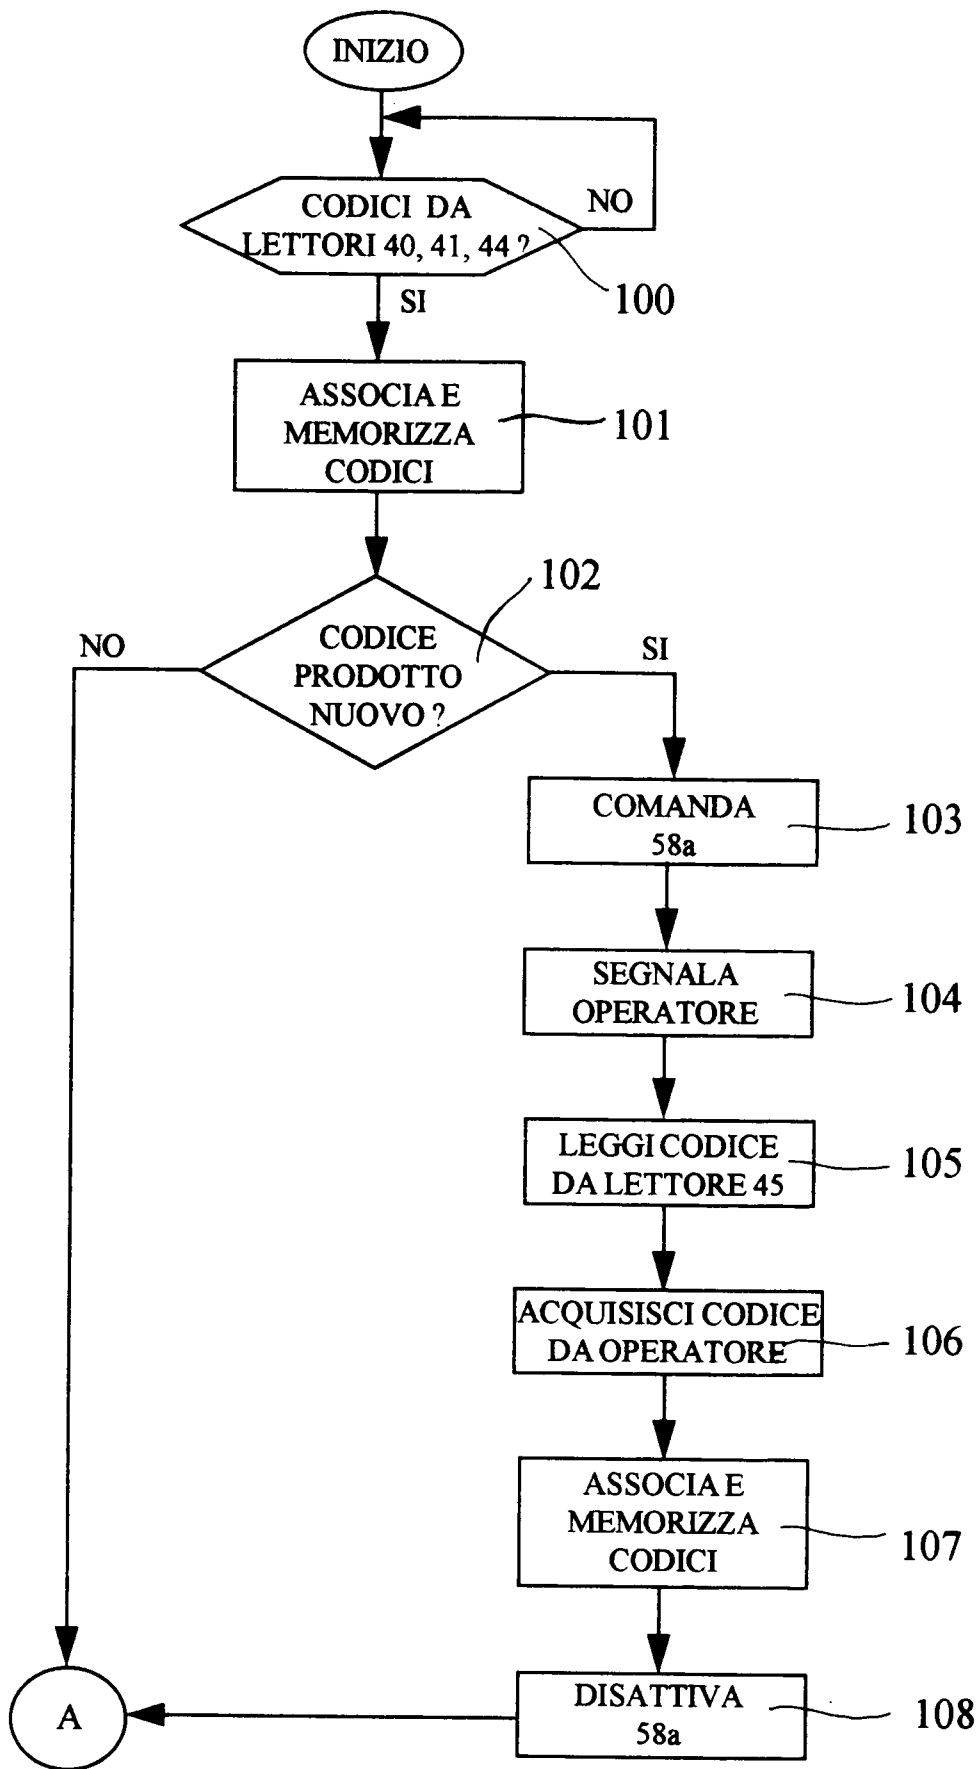 INIZIO
NO
CODICI DA
LETTORI 40, 41, 44 ?
100
SI
ASSOCIA E
MEMORIZZA
CODICI
101
102
NO
CODICE
PRODOTTO
NUOVO ?
SI
COMANDA
58a
103
SEGNALA
OPERATORE
104
LEGGI CODICE
DA LETTORE 45
105
ACQUISISCI CODICE
DA OPERATORE
106
ASSOCIA E
MEMORIZZA
CODICI
107
A
DISATTIVA
58a
108